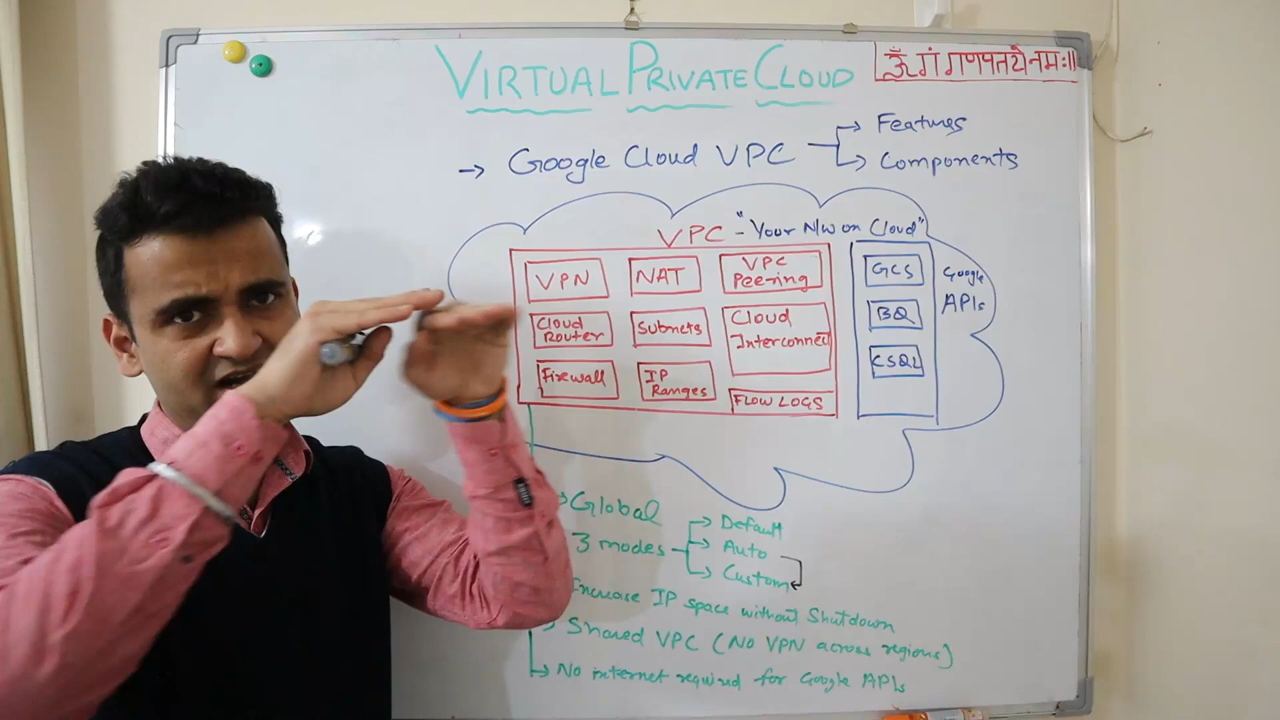 VIRTUAL PRIVATE CLOUD
ॐ गं गणपतये नमः॥
→ Google Cloud VPC
→ Features
→ Components
VPC - "Your N/w on Cloud"
VPN
NAT
VPC Peering
Cloud Router
Subnets
Cloud Interconnect
Firewall
IP Ranges
FLOW LOGS
GCS
BQ
CSQL
Google APIs
Global
3 modes
→ Default
→ Auto
→ Custom
Increase IP space without Shutdown
Shared VPC (No VPN across regions)
→ No internet required for Google APIs